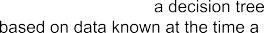 a decision tree
based on data known at the time a